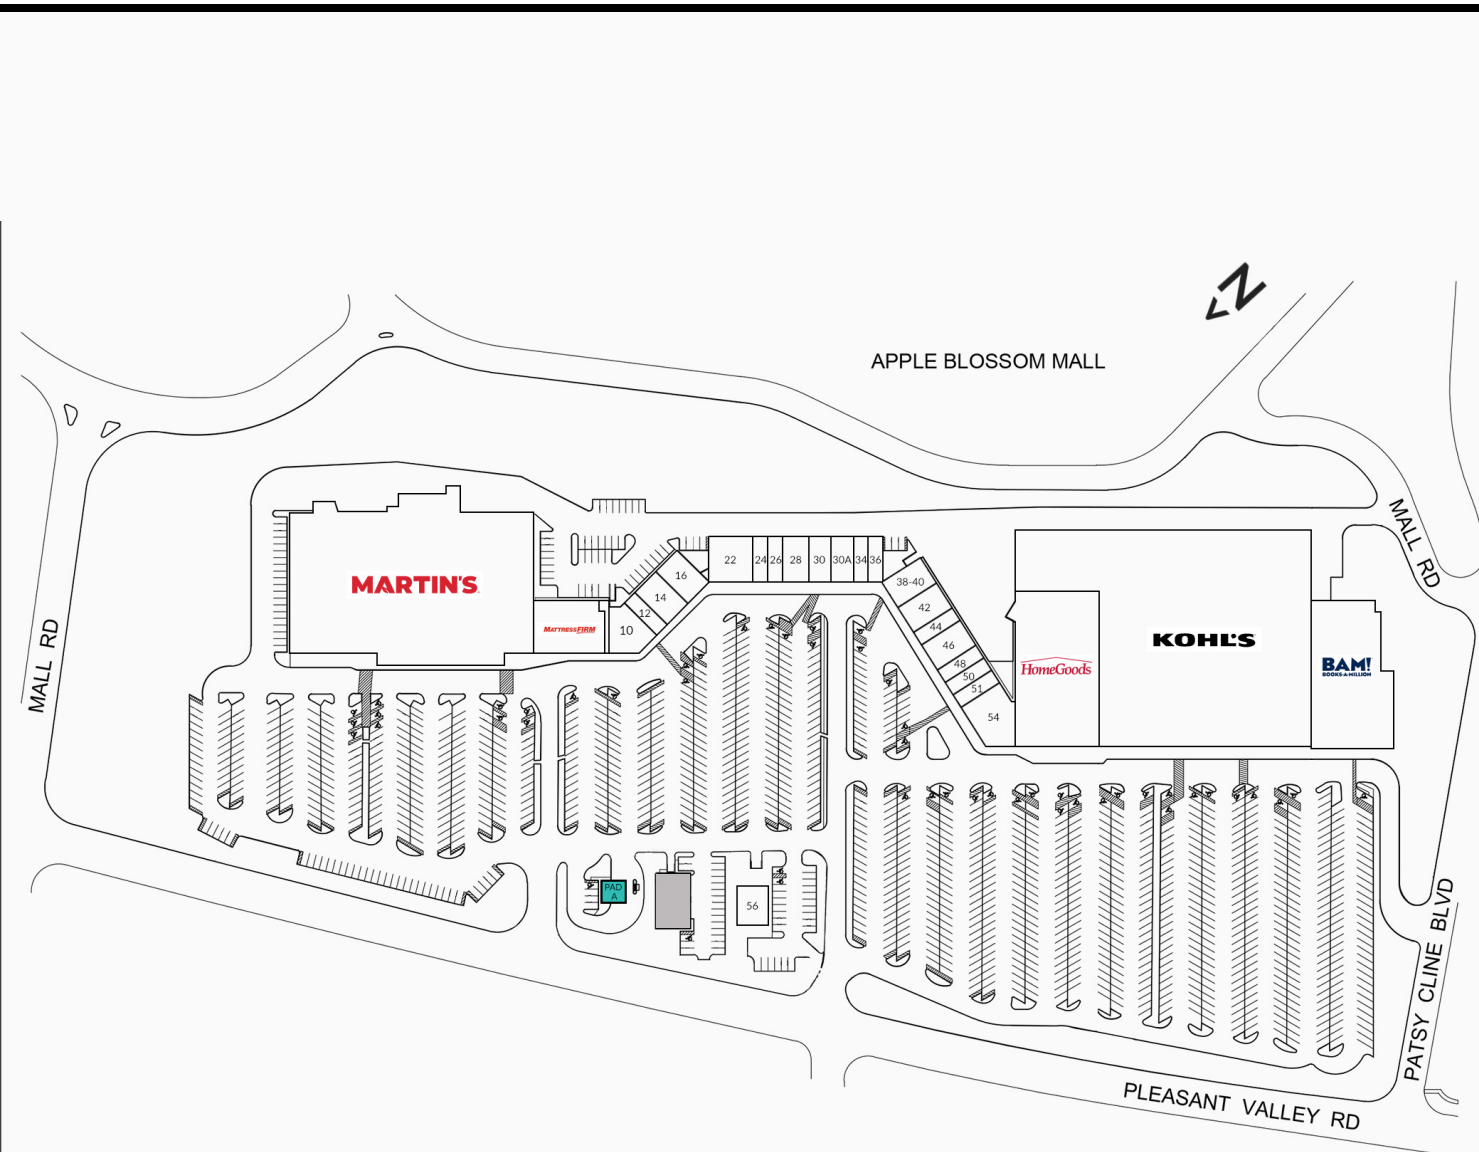 N
APPLE BLOSSOM MALL
MALL RD
MARTIN'S
MATTRESSFIRM
10
12
14
16
22
24
26
28
30
30A
34
36
38-40
42
44
46
48
50
51
54
HomeGoods
KOHL'S
BAM!
BOOKS-A-MILLION
MALL RD
PAD
A
56
PATSY CLINE BLVD
PLEASANT VALLEY RD